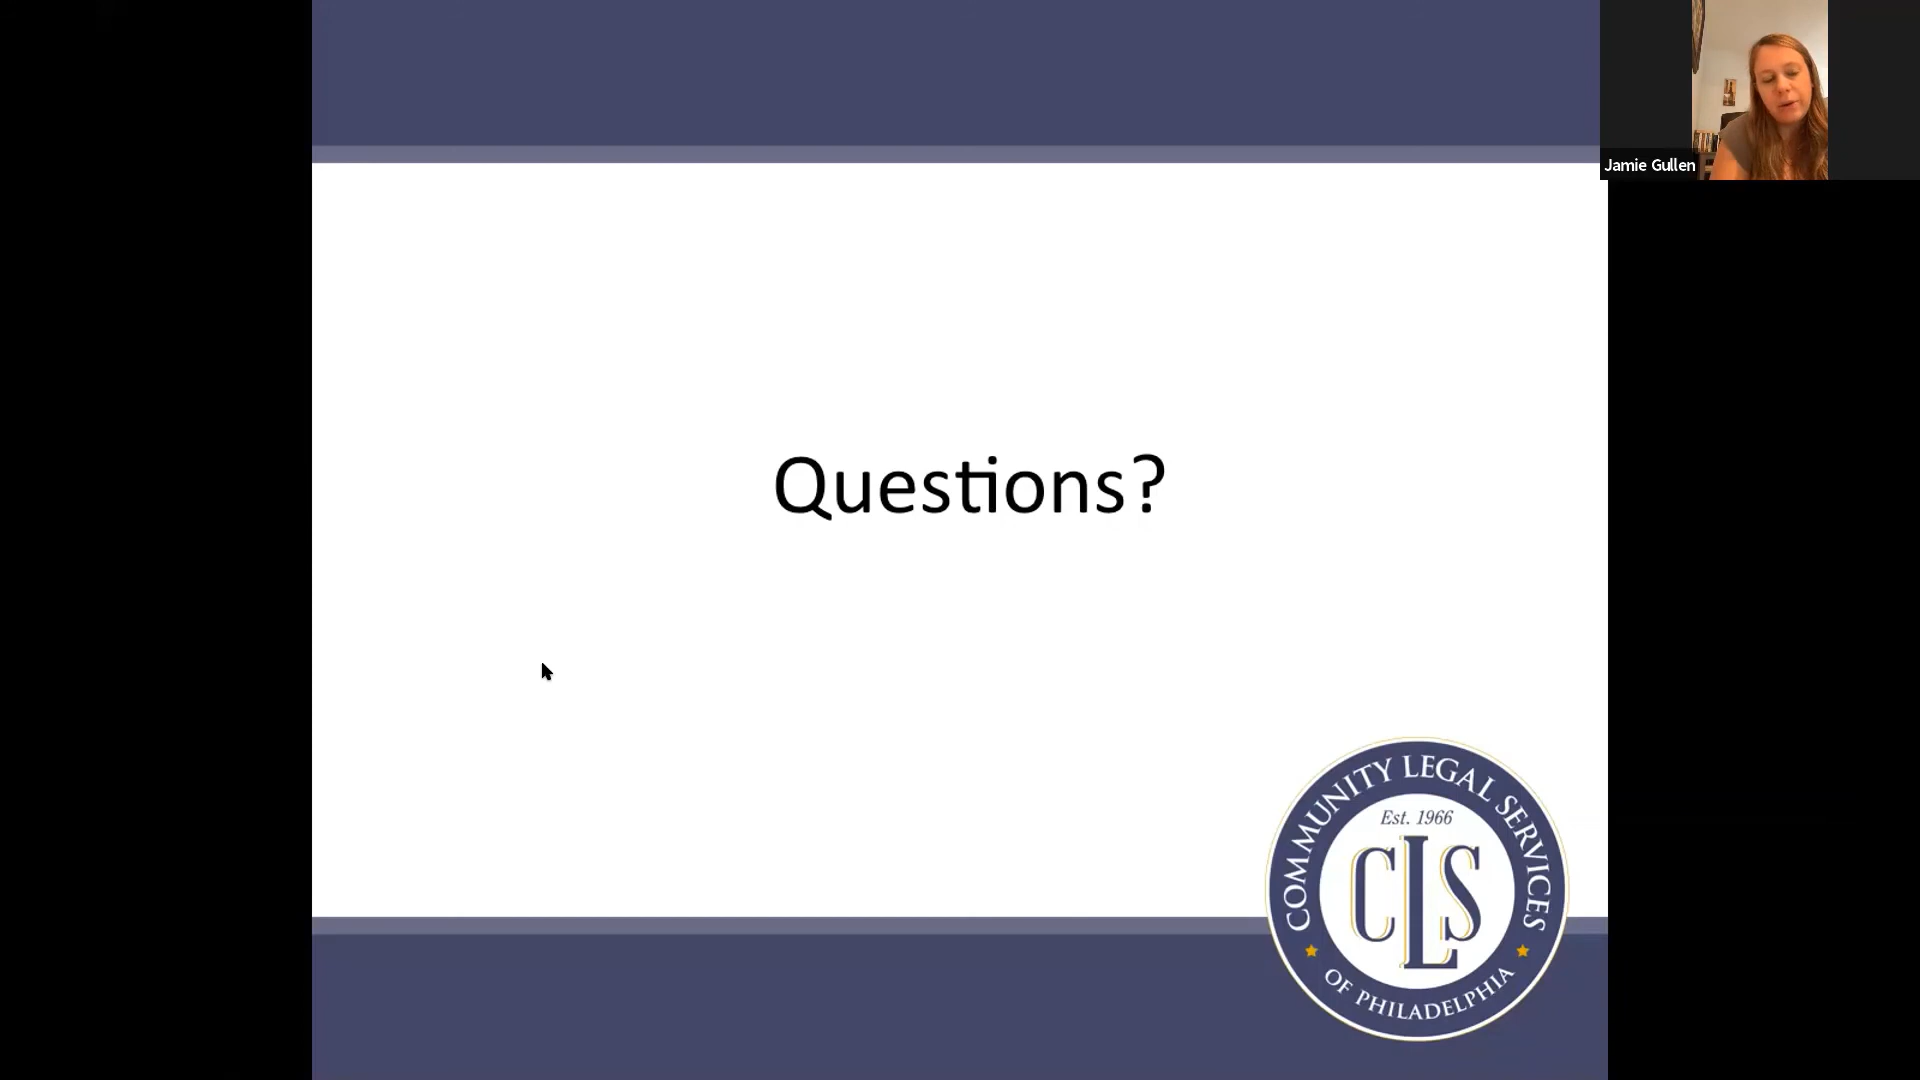 Jamie Gullen
Questions?
COMMUNITY LEGAL SERVICES
Est. 1966
CLS
OF PHILADELPHIA